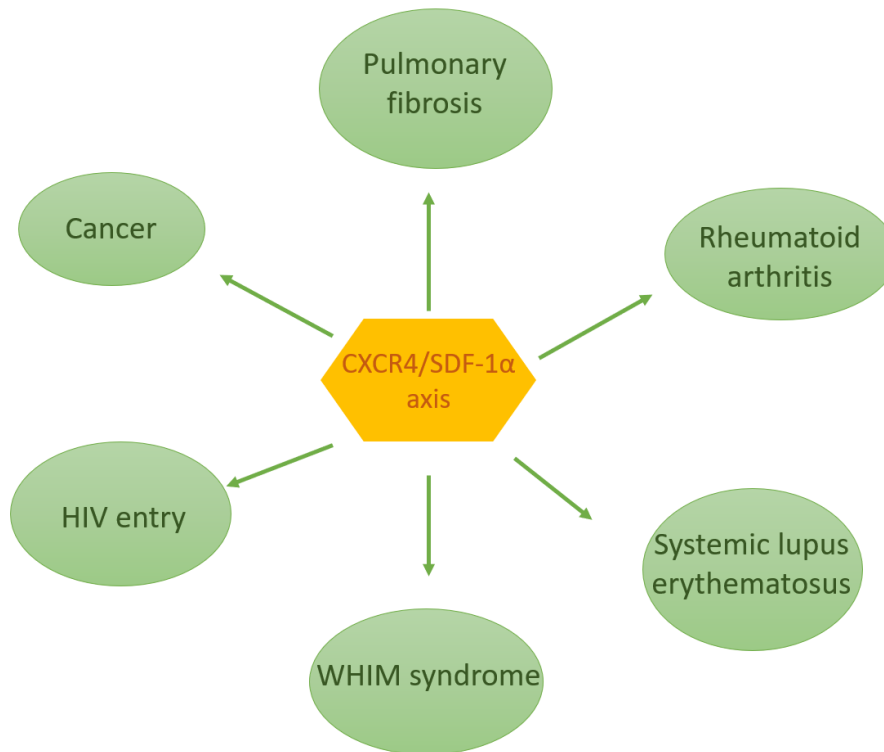 Pulmonary
fibrosis
Cancer
Rheumatoid
arthritis
CXCR4/SDF-1α
axis
HIV entry
Systemic lupus
erythematosus
WHIM syndrome